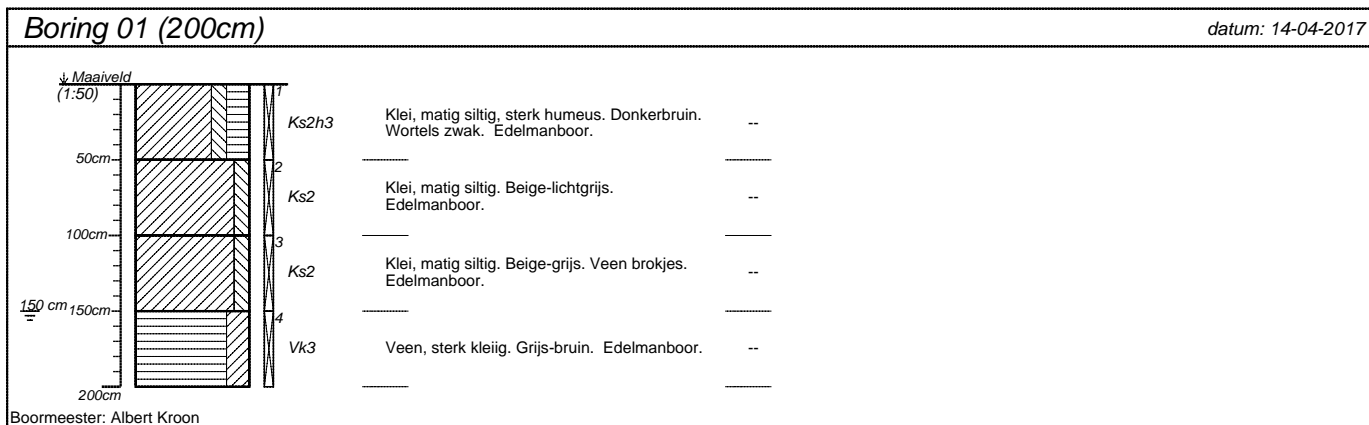 Boring 01 (200cm)
datum: 14-04-2017
Maaiveld
(1:50)
1
Ks2h3
Klei, matig siltig, sterk humeus. Donkerbruin.
Wortels zwak. Edelmanboor.
--
50cm
2
Ks2
Klei, matig siltig. Beige-lichtgrijs.
Edelmanboor.
--
100cm
3
Ks2
Klei, matig siltig. Beige-grijs. Veen brokjes.
Edelmanboor.
--
150 cm
150cm
4
Vk3
Veen, sterk kleiig. Grijs-bruin. Edelmanboor.
--
200cm
Boormeester: Albert Kroon